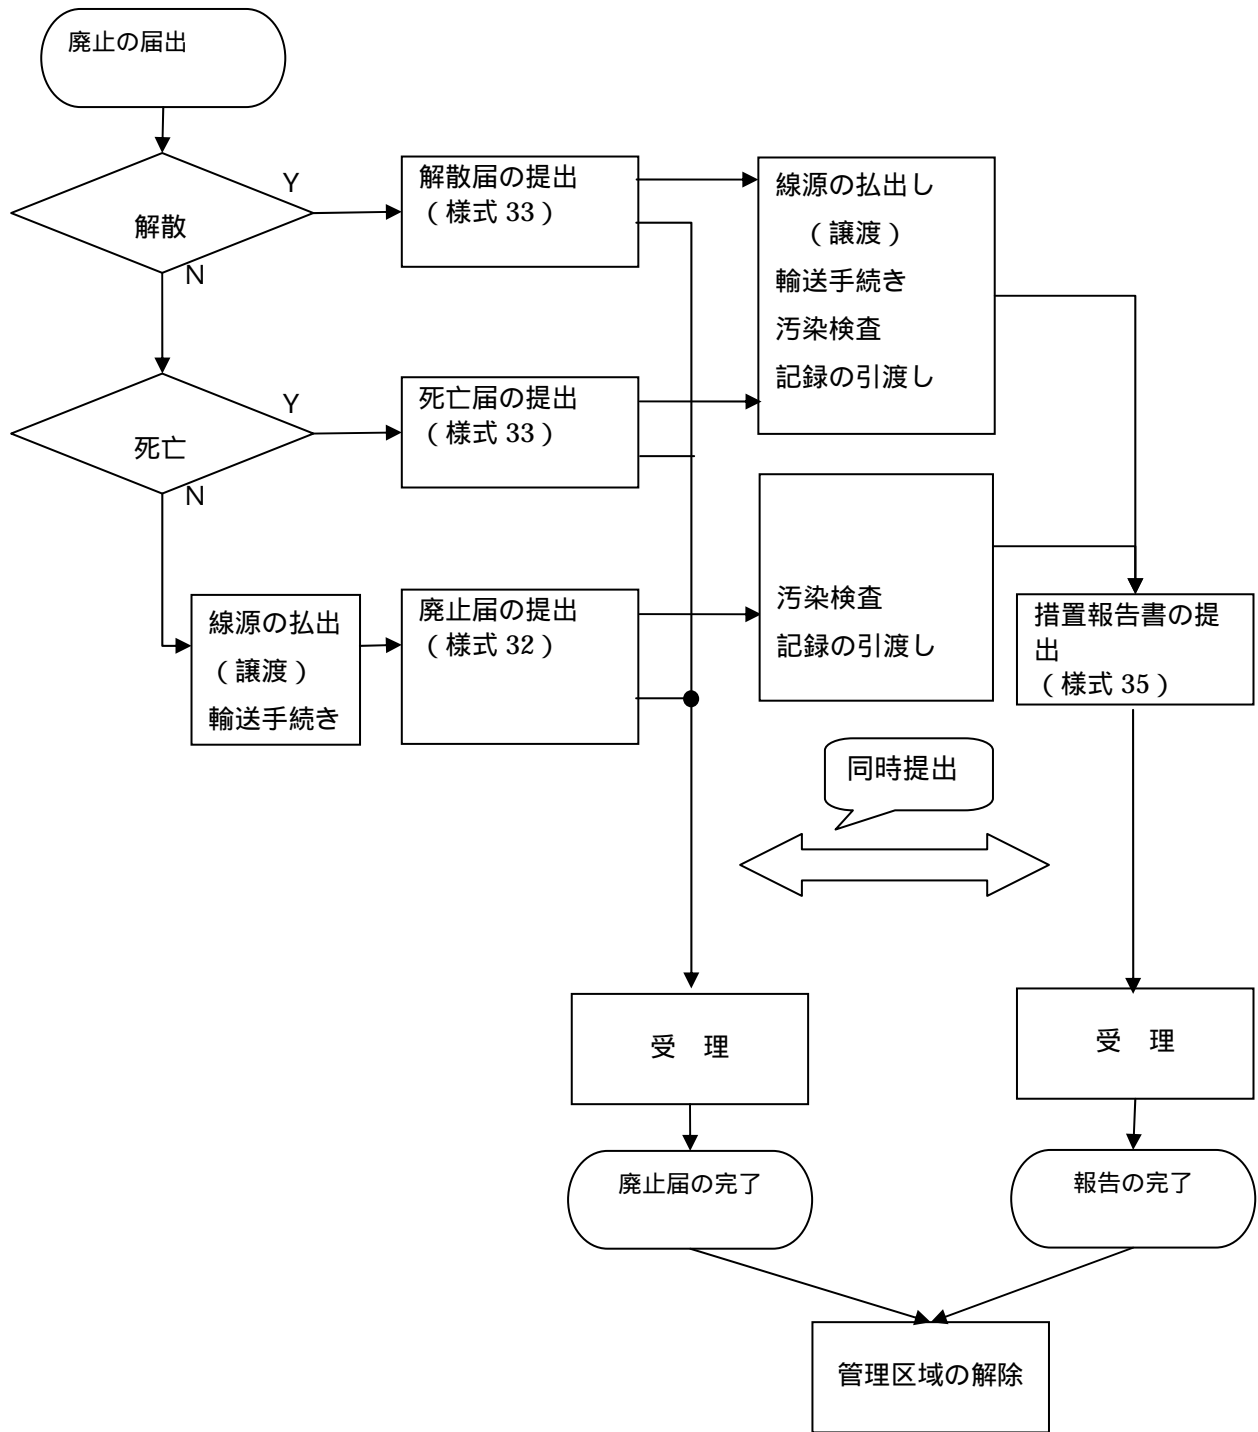 廃止の届出
Y
解散
N
解散届の提出
（様式 33）
線源の払出し
（譲渡）
輸送手続き
汚染検査
記録の引渡し
Y
死亡
N
死亡届の提出
（様式 33）
線源の払出
（譲渡）
輸送手続き
廃止届の提出
（様式 32）
汚染検査
記録の引渡し
措置報告書の提
出
（様式 35）
同時提出
受　理
受　理
廃止届の完了
報告の完了
管理区域の解除